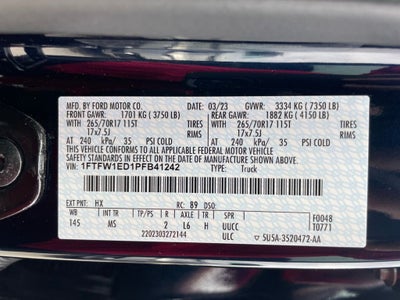 MFD. BY FORD MOTOR CO. 03/23 GVWR: 3334 KG (7350 LB)
FRONT GAWR: 1701 KG (3750 LB) REAR GAWR: 1882 KG (4150 LB)
WITH 265/70R17 115T TIRES WITH 265/70R17 115T TIRES
17x7.5J RIMS 17x7.5J RIMS
AT 240 kPa/ 35 PSI COLD AT 240 kPa/ 35 PSI COLD
THIS VEHICLE CONFORMS TO ALL APPLICABLE FEDERAL MOTOR VEHICLE
SAFETY AND THEFT PREVENTION STANDARDS IN EFFECT ON THE DATE OF MANUFACTURE SHOWN ABOVE.
VIN: 1FTFW1ED1PFB41242 TYPE: Truck
EXT PNT: HX RC: B9 DSO:
WB INT TR TP/PS R AXLE TR SPR F0048
145 MS 2 L6 H UUCC T0771
2202303272144 ULC 5U5A-3520472-AA